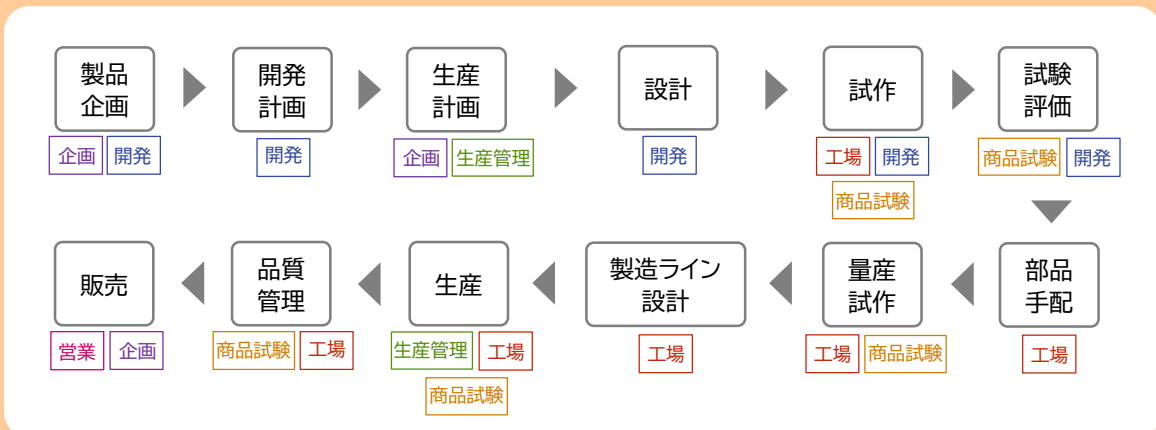 製品
企画
企画 開発
開発
計画
開発
生産
計画
企画 生産管理
設計
開発
試作
工場 開発
商品試験
試験
評価
商品試験 開発
部品
手配
工場
量産
試作
工場 商品試験
製造ライン
設計
工場
生産
生産管理 工場
商品試験
品質
管理
商品試験 工場
販売
営業 企画